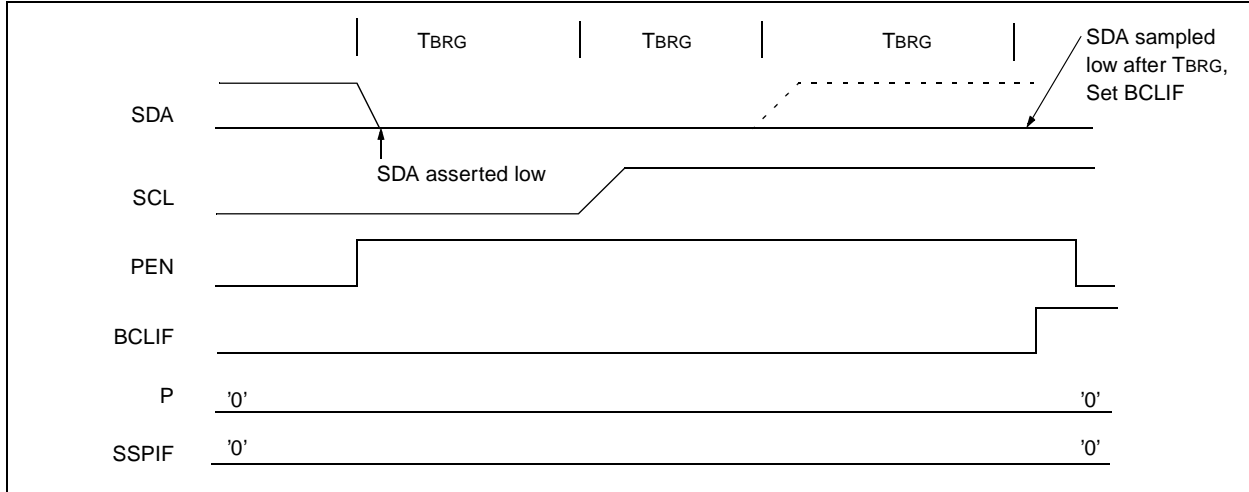 TBRG TBRG TBRG
SDA sampled
low after TBRG,
Set BCLIF
SDA
SDA asserted low
SCL
PEN
BCLIF
P '0' '0'
SSPIF '0' '0'